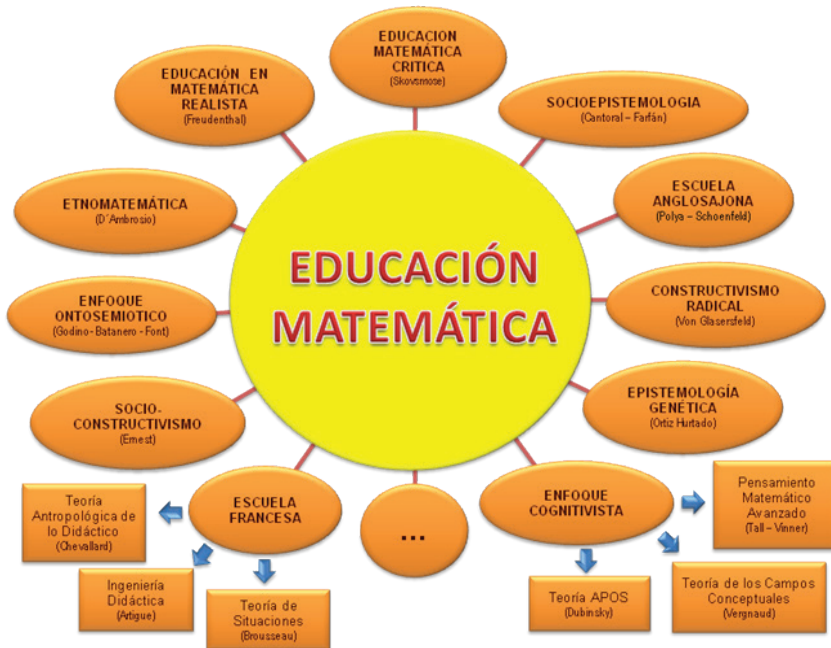 EDUCACION
MATEMÁTICA
CRITICA
(Skovsmose)
EDUCACIÓN EN
MATEMÁTICA
REALISTA
(Freudenthal)
SOCIOEPISTEMOLOGIA
(Cantoral – Farfán)
ETNOMATEMÁTICA
(D´Ambrosio)
ESCUELA
ANGLOSAJONA
(Polya – Schoenfeld)
EDUCACIÓN
MATEMÁTICA
ENFOQUE
ONTOSEMIÓTICO
(Godino- Batanero - Font)
CONSTRUCTIVISMO
RADICAL
(Von Glasersfeld)
SOCIO-
CONSTRUCTIVISMO
(Ernest)
EPISTEMOLOGÍA
GENÉTICA
(Ortiz Hurtado)
ESCUELA
FRANCESA
...
ENFOQUE
COGNITIVISTA
Teoría
Antropológica de
lo Didáctico
(Chevallard)
Pensamiento
Matemático
Avanzado
(Tall – Vinner)
Ingeniería
Didáctica
(Artigue)
Teoría de
Situaciones
(Brousseau)
Teoría APOS
(Dubinsky)
Teoría de los Campos
Conceptuales
(Vergnaud)